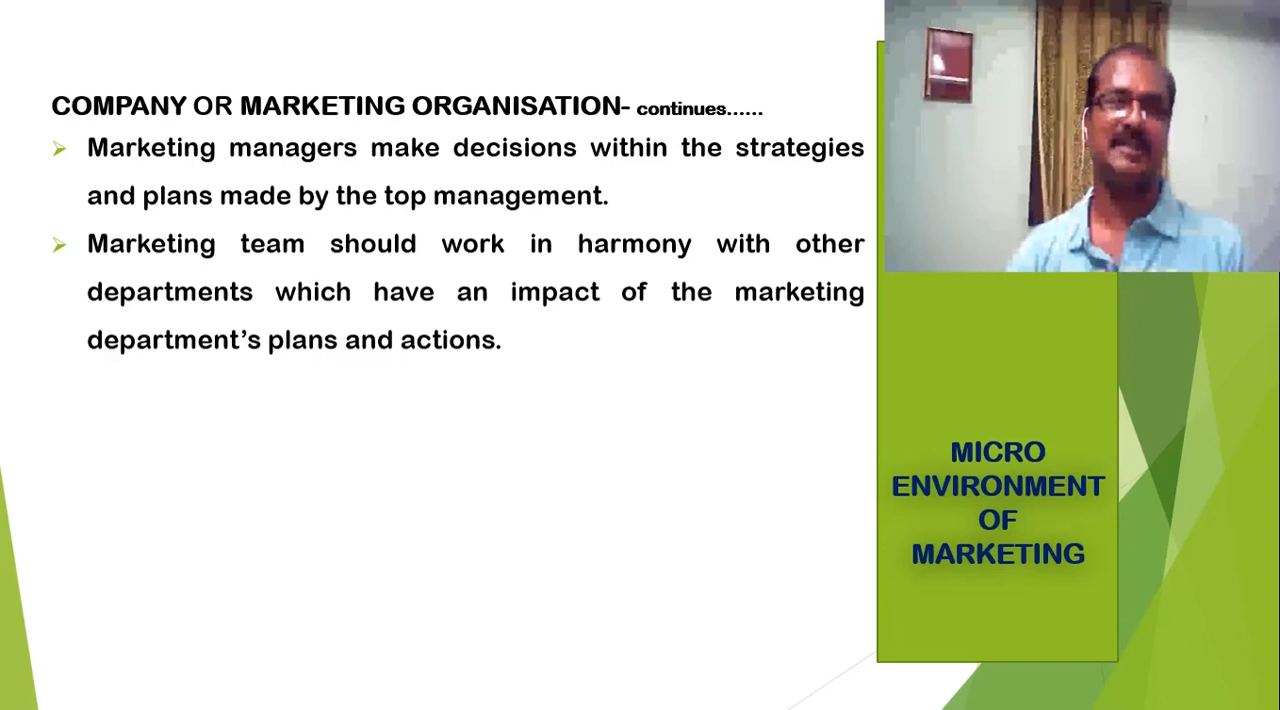 COMPANY OR MARKETING ORGANISATION- continues......
Marketing managers make decisions within the strategies
and plans made by the top management.
Marketing team should work in harmony with other
departments which have an impact of the marketing
department’s plans and actions.
MICRO
ENVIRONMENT
OF
MARKETING